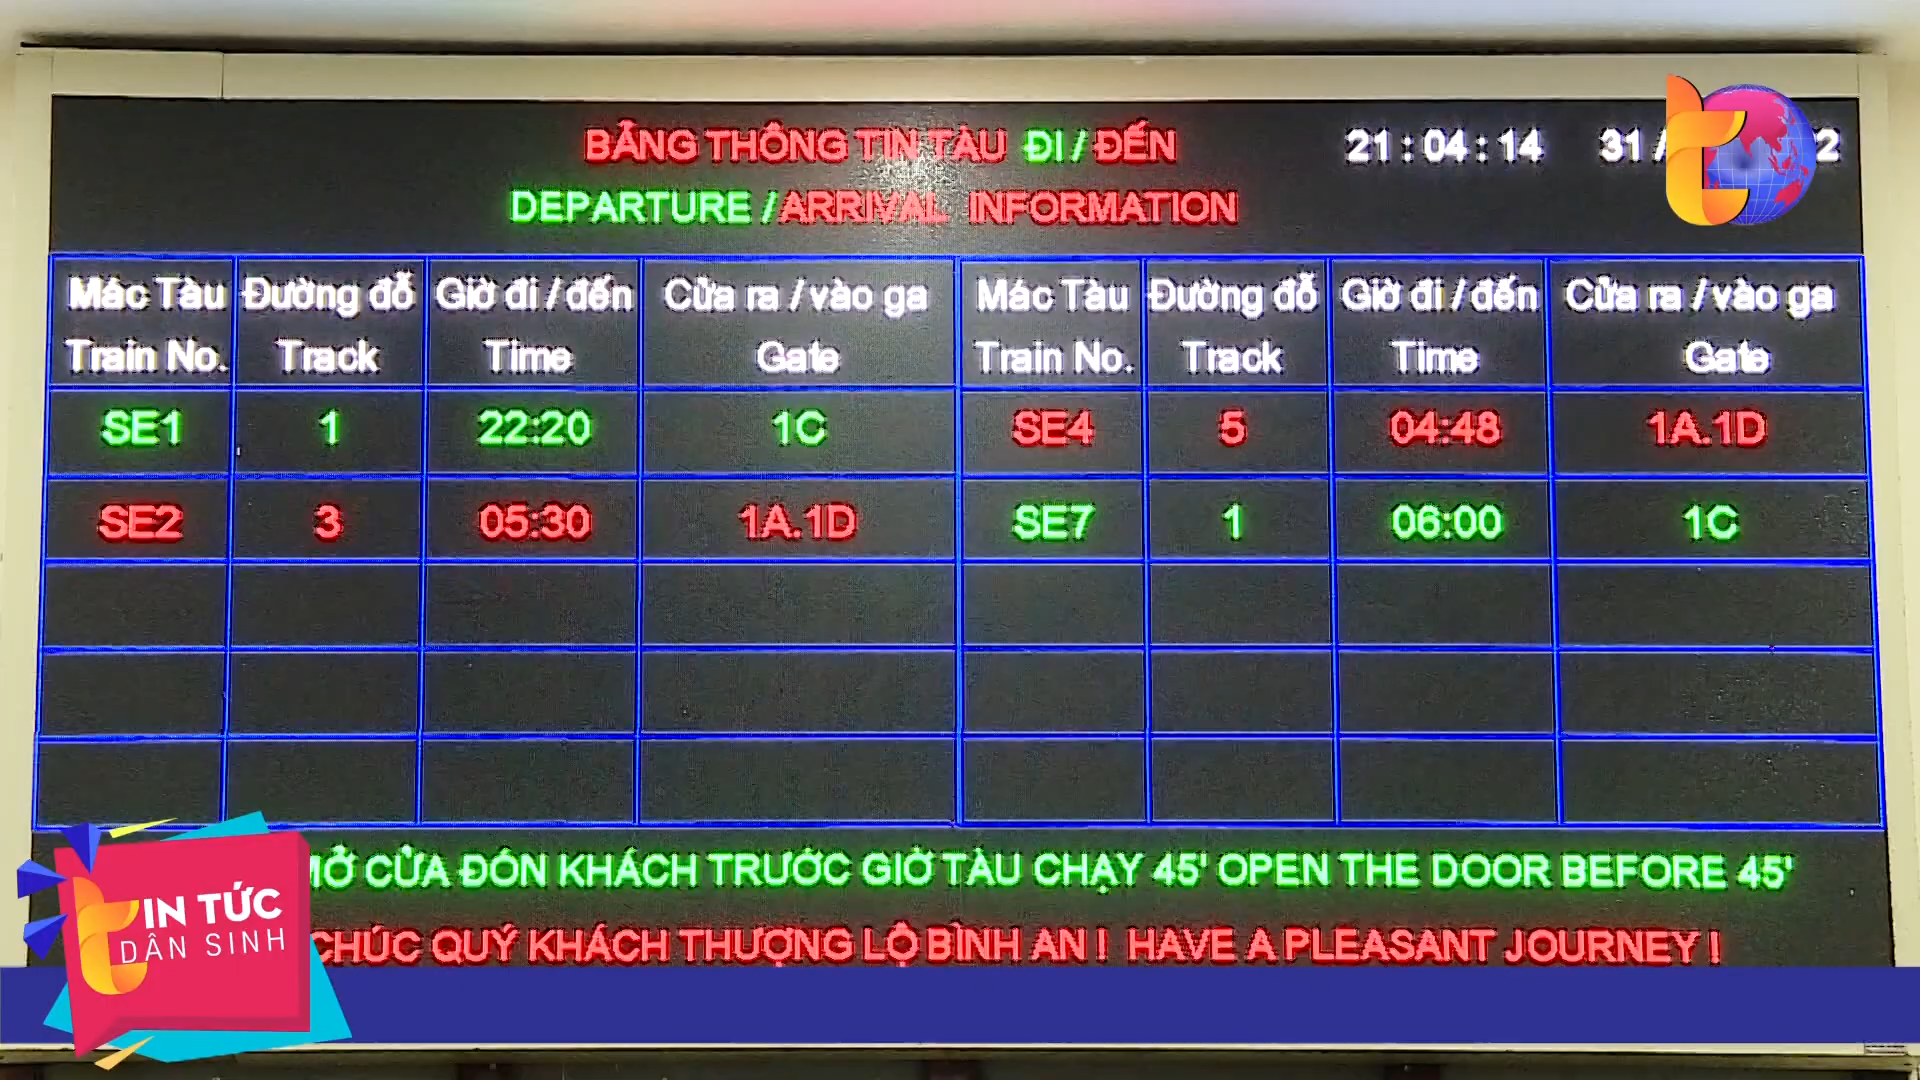 BẢNG THÔNG TIN TÀU ĐI / ĐẾN 21 : 04 : 14 31 /
DEPARTURE / ARRIVAL INFORMATION
Mác Tàu Đường đỗ Giờ đi / đến Cửa ra / vào ga Mác Tàu Đường đỗ Giờ đi / đến Cửa ra / vào ga
Train No. Track Time Gate Train No. Track Time Gate
SE1 1 22:20 1C SE4 5 04:48 1A.1D
SE2 3 05:30 1A.1D SE7 1 06:00 1C
MỞ CỬA ĐÓN KHÁCH TRƯỚC GIỜ TÀU CHẠY 45' OPEN THE DOOR BEFORE 45'
CHÚC QUÝ KHÁCH THƯỢNG LỘ BÌNH AN ! HAVE A PLEASANT JOURNEY !
TIN TỨC
DÂN SINH